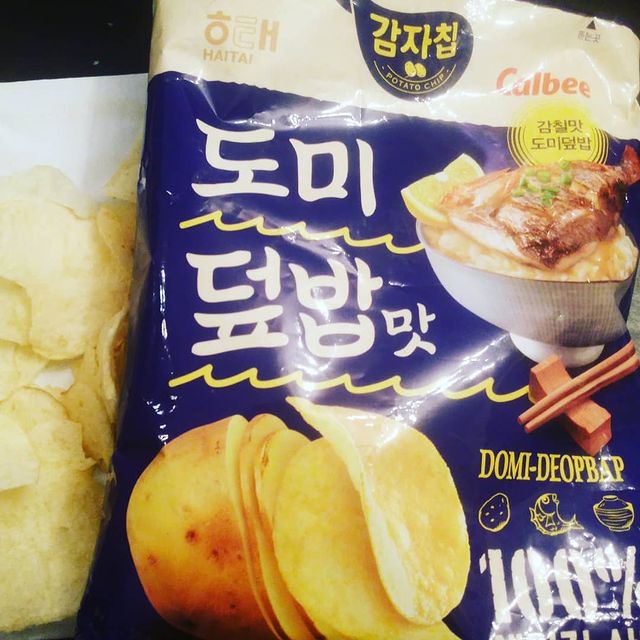 해태
HAITAI
감자칩
POTATO CHIP
Calbee
감칠맛
도미덮밥
도미
덮밥맛
DOMI-DEOPBAP
100%